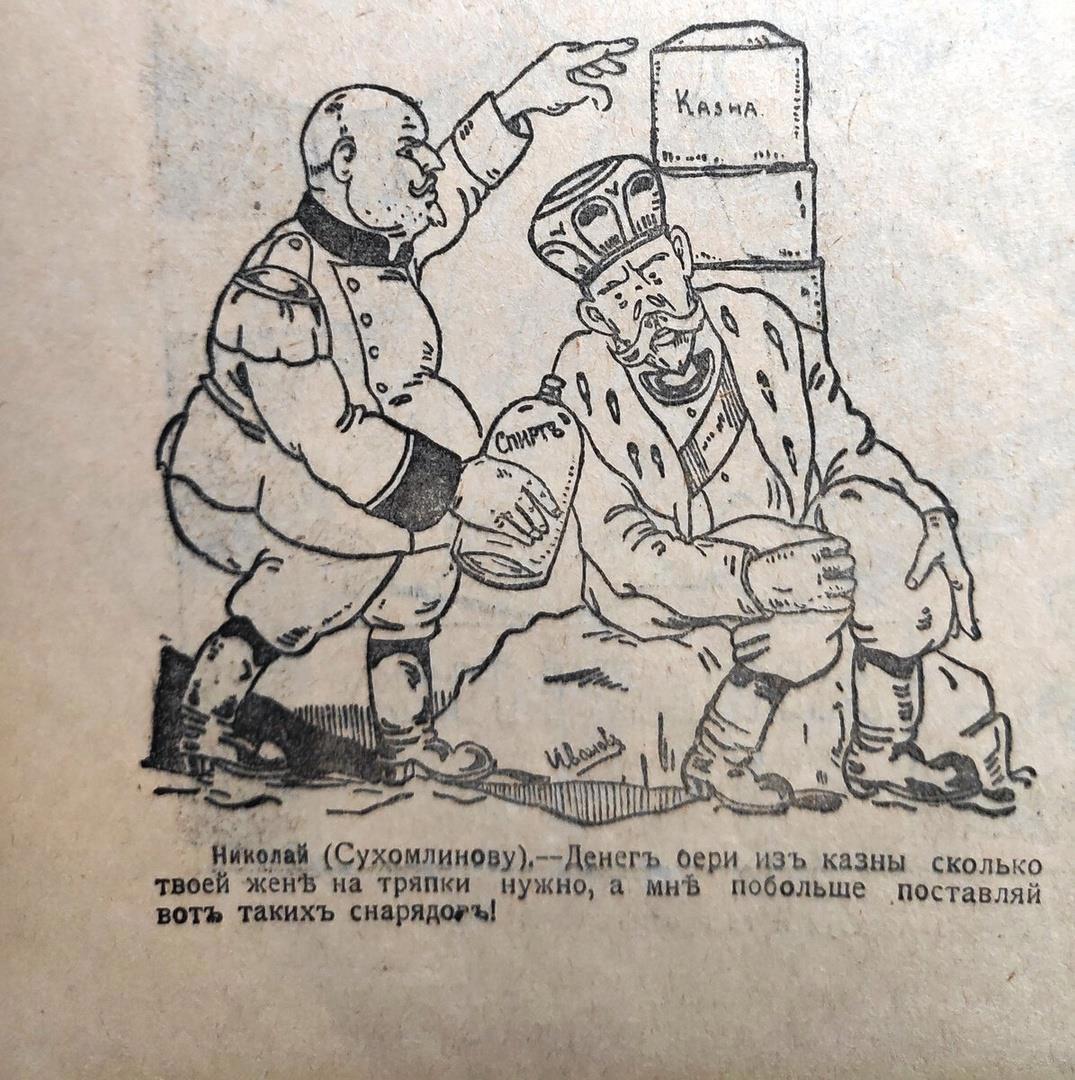 Казна
Спиртъ
Ивановъ
Николай (Сухомлинову).—Денегъ бери изъ казны сколько
твоей женѣ на тряпки нужно, а мнѣ побольше поставляй
вотъ такихъ снарядовъ!